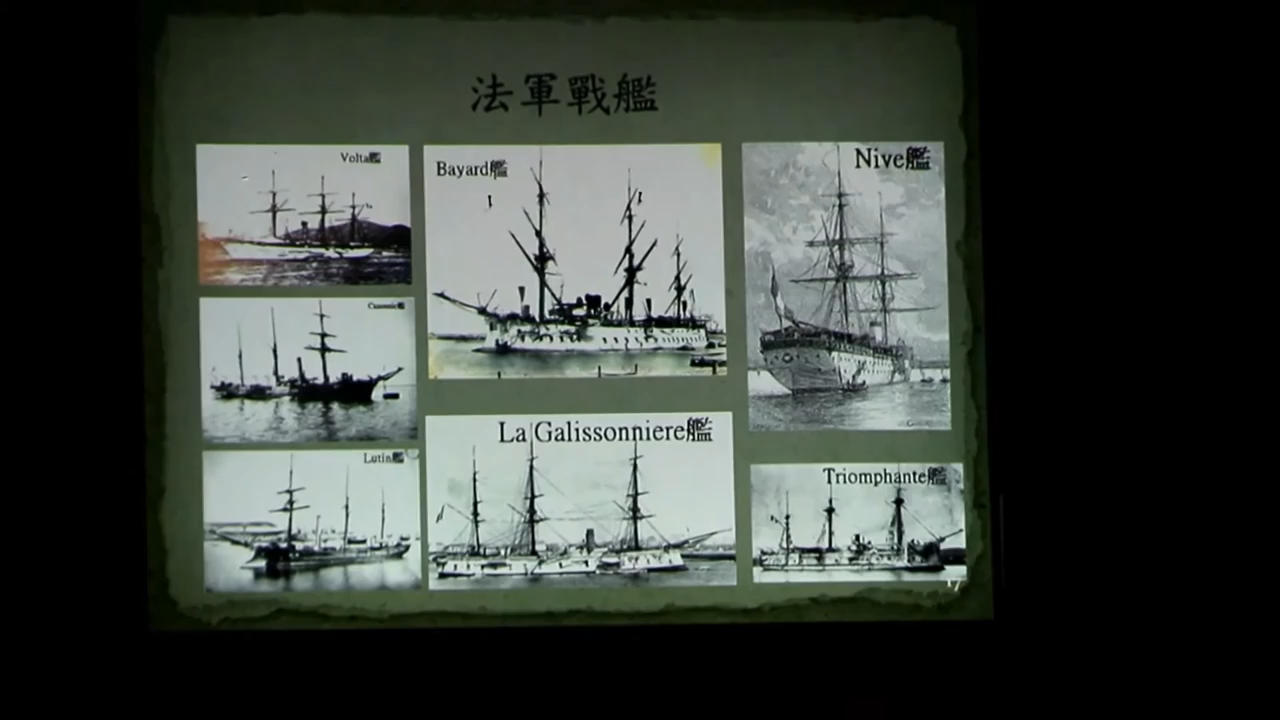 法軍戰艦
Volta艦
Bayard艦
Nive艦
Lutin艦
La Galissonniere艦
Triomphante艦
17